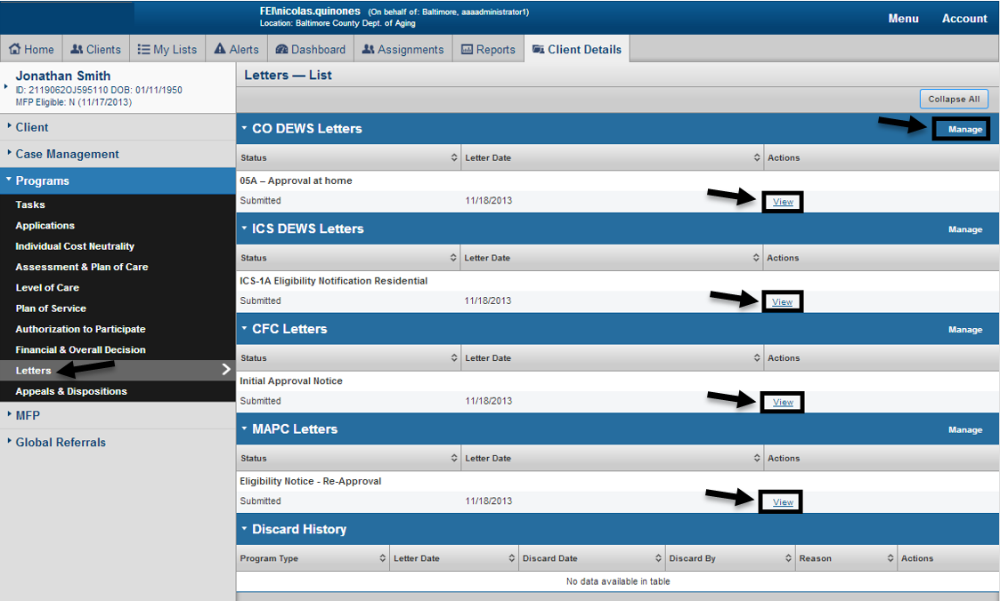 FEI\nicolas.quinones (On behalf of: Baltimore, aaaadministrator1)
Location: Baltimore County Dept. of Aging
Menu Account
Home Clients My Lists Alerts Dashboard Assignments Reports Client Details
Jonathan Smith
ID: 2119062OJ595110 DOB: 01/11/1950
MFP Eligible: N (11/17/2013)
Client
Case Management
Programs
Tasks
Applications
Individual Cost Neutrality
Assessment & Plan of Care
Level of Care
Plan of Service
Authorization to Participate
Financial & Overall Decision
Letters
Appeals & Dispositions
MFP
Global Referrals
Letters — List
Collapse All
CO DEWS Letters Manage
Status Letter Date Actions
05A – Approval at home
Submitted 11/18/2013 View
ICS DEWS Letters Manage
Status Letter Date Actions
ICS-1A Eligibility Notification Residential
Submitted 11/18/2013 View
CFC Letters Manage
Status Letter Date Actions
Initial Approval Notice
Submitted 11/18/2013 View
MAPC Letters Manage
Status Letter Date Actions
Eligibility Notice - Re-Approval
Submitted 11/18/2013 View
Discard History
Program Type Letter Date Discard Date Discard By Reason Actions
No data available in table